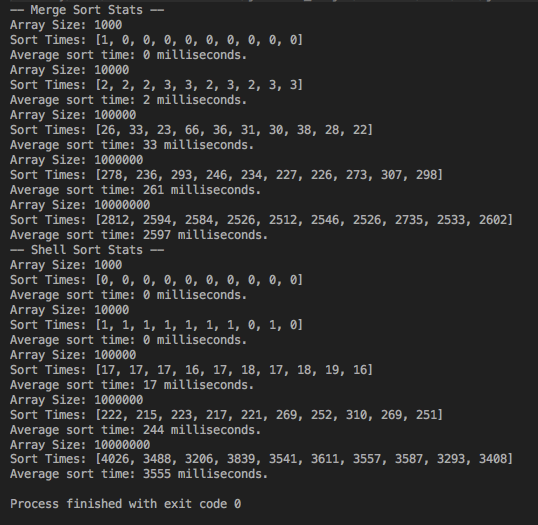 -- Merge Sort Stats --
Array Size: 1000
Sort Times: [1, 0, 0, 0, 0, 0, 0, 0, 0, 0]
Average sort time: 0 milliseconds.
Array Size: 10000
Sort Times: [2, 2, 2, 3, 3, 2, 3, 2, 3, 3]
Average sort time: 2 milliseconds.
Array Size: 100000
Sort Times: [26, 33, 23, 66, 36, 31, 30, 38, 28, 22]
Average sort time: 33 milliseconds.
Array Size: 1000000
Sort Times: [278, 236, 293, 246, 234, 227, 226, 273, 307, 298]
Average sort time: 261 milliseconds.
Array Size: 10000000
Sort Times: [2812, 2594, 2584, 2526, 2512, 2546, 2526, 2735, 2533, 2602]
Average sort time: 2597 milliseconds.
-- Shell Sort Stats --
Array Size: 1000
Sort Times: [0, 0, 0, 0, 0, 0, 0, 0, 0, 0]
Average sort time: 0 milliseconds.
Array Size: 10000
Sort Times: [1, 1, 1, 1, 1, 1, 1, 0, 1, 0]
Average sort time: 0 milliseconds.
Array Size: 100000
Sort Times: [17, 17, 17, 16, 17, 18, 17, 18, 19, 16]
Average sort time: 17 milliseconds.
Array Size: 1000000
Sort Times: [222, 215, 223, 217, 221, 269, 252, 310, 269, 251]
Average sort time: 244 milliseconds.
Array Size: 10000000
Sort Times: [4026, 3488, 3206, 3839, 3541, 3611, 3557, 3587, 3293, 3408]
Average sort time: 3555 milliseconds.
Process finished with exit code 0